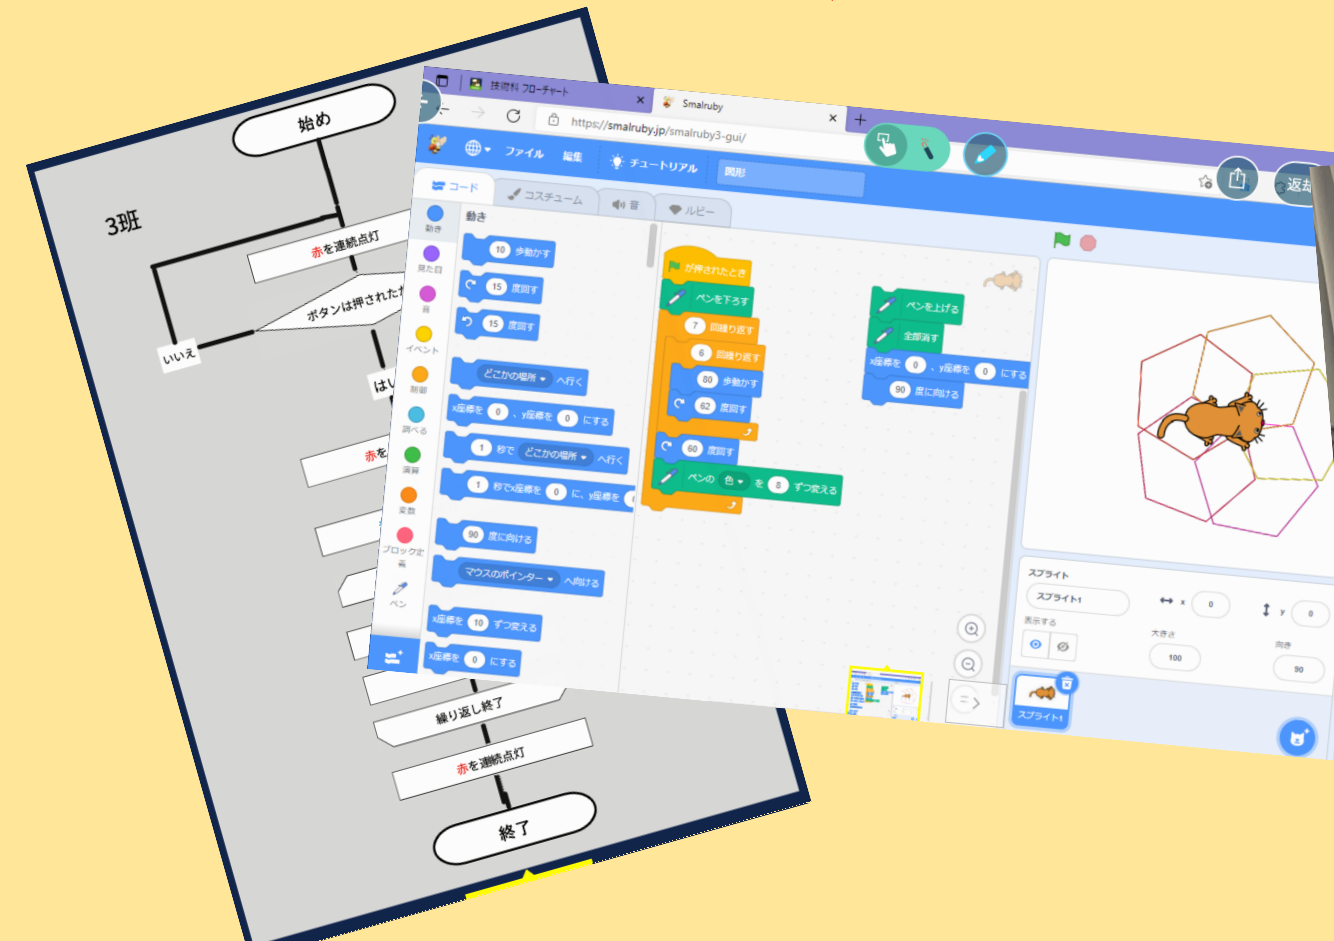 始め
3班
赤を連続点灯
ボタンは押されたか
いいえ
はい
赤を
繰り返し終了
赤を連続点灯
終了
技術科 フローチャート
Smalruby
https://smalruby.jp/smalruby3-gui/
ファイル 編集 チュートリアル 図形
返却
コード コスチューム 音 ルビー
動き
見た目
音
イベント
制御
調べる
演算
変数
ブロック定義
ペン
動き
10 歩動かす
15 度回す
15 度回す
どこかの場所 へ行く
x座標を 0 、y座標を 0 にする
1 秒で どこかの場所 へ行く
1 秒でx座標を 0 に、y座標を
90 度に向ける
マウスのポインター へ向ける
x座標を 10 ずつ変える
x座標を 0 にする
が押されたとき
ペンを下ろす
7 回繰り返す
6 回繰り返す
80 歩動かす
62 度回す
60 度回す
ペンの 色 を 8 ずつ変える
ペンを上げる
全部消す
x座標を 0 、y座標を 0 にする
90 度に向ける
スプライト
スプライト1 x 0 y 0
表示する 大きさ 100 向き 90
スプライト1